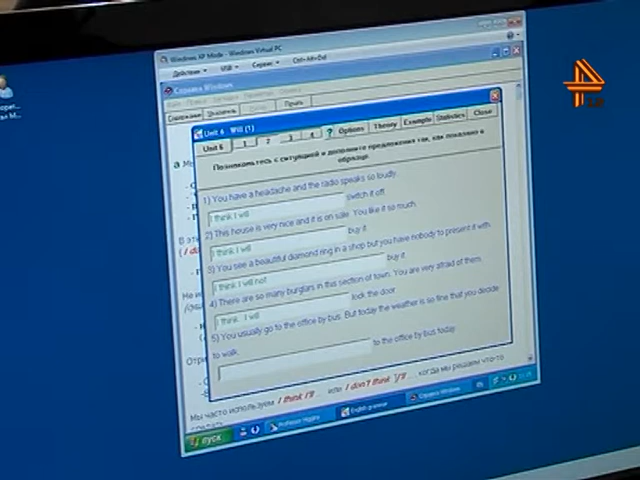 Windows XP Mode - Windows Virtual PC
Действия USB Сервис Ctrl+Alt+Del
Справка Windows
Печать
Unit 6 Will (1)
Unit 6 1 2 3 4 ? Options Theory Example Statistics Close
Познакомьтесь с ситуацией и дополните предложения так, как показано в
образце.
1) You have a headache and the radio speaks so loudly.
I think I will switch it off.
2) This house is very nice and it is on sale. You like it so much.
I think I will buy it.
3) You see a beautiful diamond ring in a shop but you have nobody to present it with.
I think I will not buy it.
4) There are so many burglars in this section of town. You are very afraid of them.
I think I will lock the door.
5) You usually go to the office by bus. But today the weather is so fine that you decide
to walk.
to the office by bus today.
Мы часто используем I think I'll ... или I don't think I'll ... , когда мы решаем что-то
пуск Professor Higgins English grammar Справка Windows